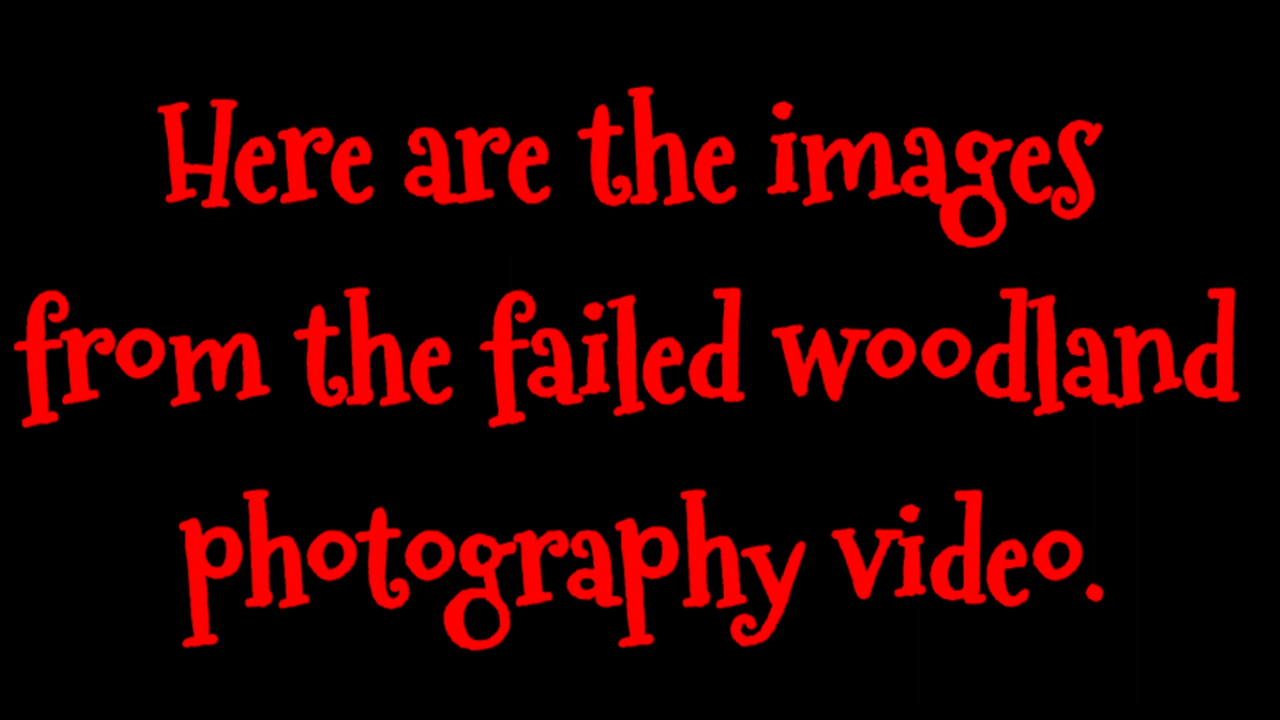 Here are the images
from the failed woodland
photography video.